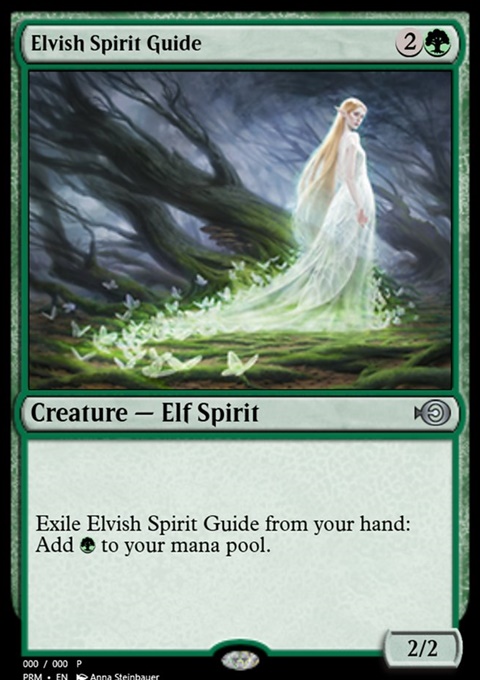 Elvish Spirit Guide
2
Creature — Elf Spirit
Exile Elvish Spirit Guide from your hand:
Add to your mana pool.
2/2
000 / 000 P
PRM • EN Anna Steinbauer